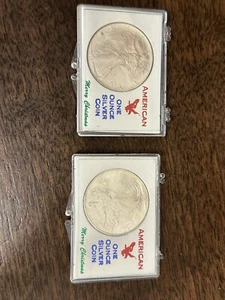 AMERICAN
ONE
OUNCE
SILVER
COIN
Merry Christmas
AMERICAN
ONE
OUNCE
SILVER
COIN
Merry Christmas